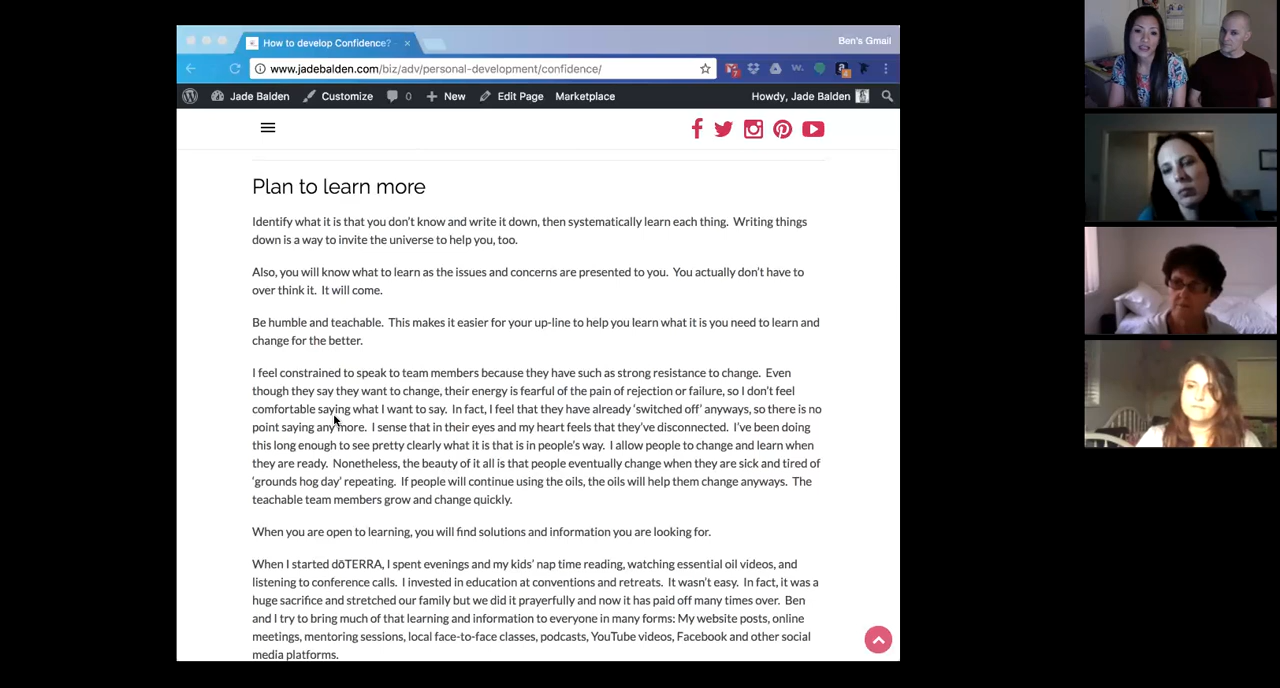 How to develop Confidence? ×
Ben's Gmail
www.jadebalden.com/biz/adv/personal-development/confidence/
Jade Balden Customize 0 + New Edit Page Marketplace Howdy, Jade Balden
Plan to learn more
Identify what it is that you don't know and write it down, then systematically learn each thing. Writing things
down is a way to invite the universe to help you, too.
Also, you will know what to learn as the issues and concerns are presented to you. You actually don't have to
over think it. It will come.
Be humble and teachable. This makes it easier for your up-line to help you learn what it is you need to learn and
change for the better.
I feel constrained to speak to team members because they have such as strong resistance to change. Even
though they say they want to change, their energy is fearful of the pain of rejection or failure, so I don't feel
comfortable saying what I want to say. In fact, I feel that they have already 'switched off' anyways, so there is no
point saying any more. I sense that in their eyes and my heart feels that they've disconnected. I've been doing
this long enough to see pretty clearly what it is that is in people's way. I allow people to change and learn when
they are ready. Nonetheless, the beauty of it all is that people eventually change when they are sick and tired of
'grounds hog day' repeating. If people will continue using the oils, the oils will help them change anyways. The
teachable team members grow and change quickly.
When you are open to learning, you will find solutions and information you are looking for.
When I started dōTERRA, I spent evenings and my kids' nap time reading, watching essential oil videos, and
listening to conference calls. I invested in education at conventions and retreats. It wasn't easy. In fact, it was a
huge sacrifice and stretched our family but we did it prayerfully and now it has paid off many times over. Ben
and I try to bring much of that learning and information to everyone in many forms: My website posts, online
meetings, mentoring sessions, local face-to-face classes, podcasts, YouTube videos, Facebook and other social
media platforms.